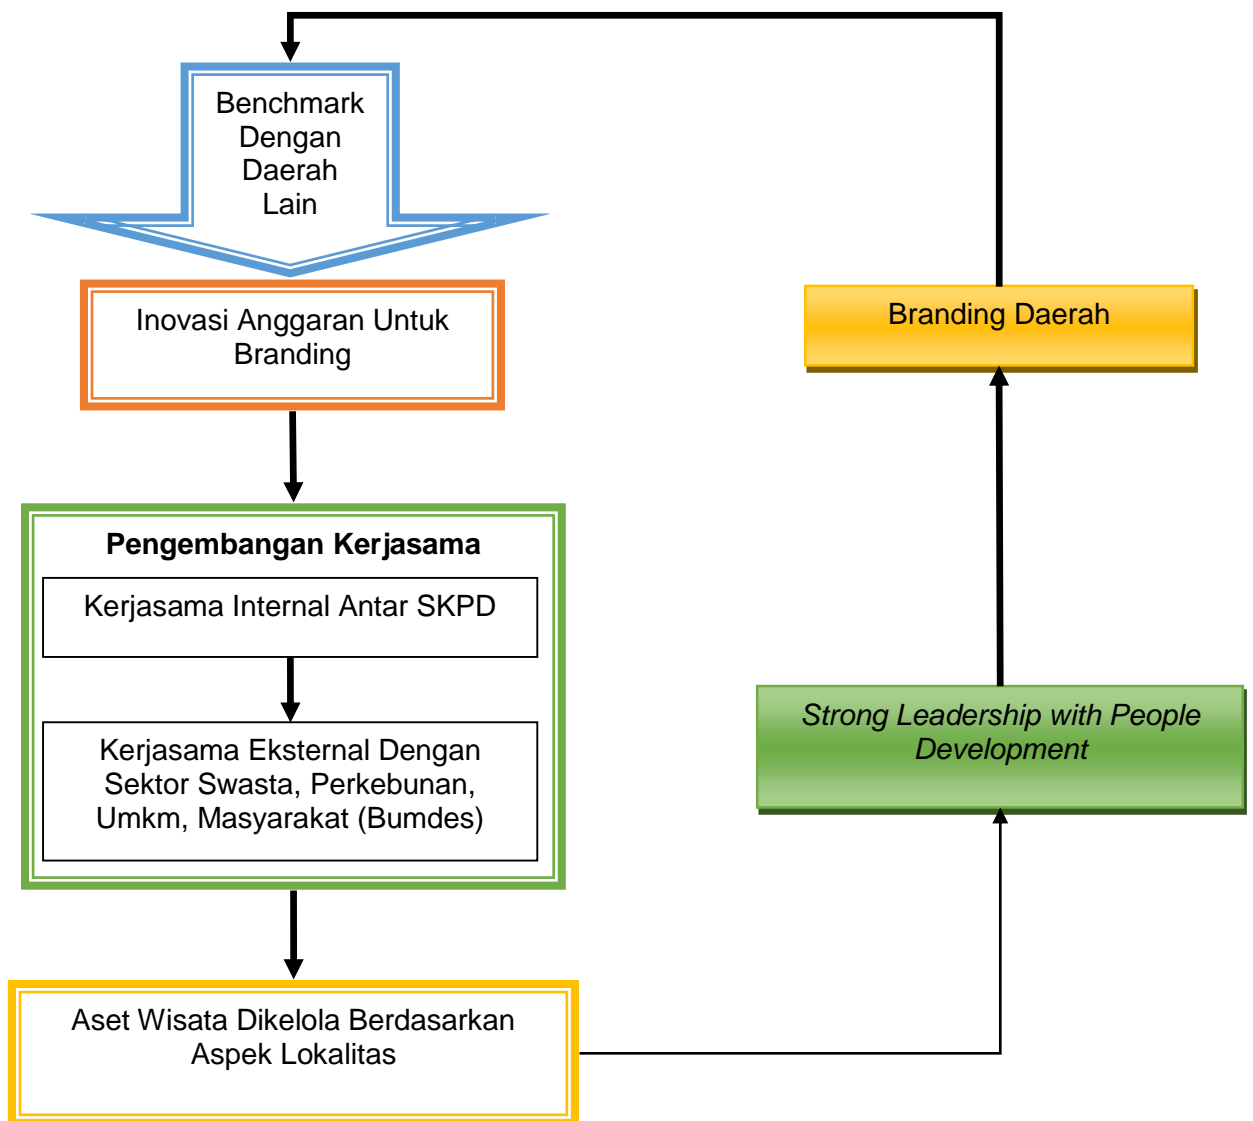 Benchmark
Dengan
Daerah
Lain
Inovasi Anggaran Untuk
Branding
Pengembangan Kerjasama
Kerjasama Internal Antar SKPD
Kerjasama Eksternal Dengan
Sektor Swasta, Perkebunan,
Umkm, Masyarakat (Bumdes)
Aset Wisata Dikelola Berdasarkan
Aspek Lokalitas
Strong Leadership with People
Development
Branding Daerah